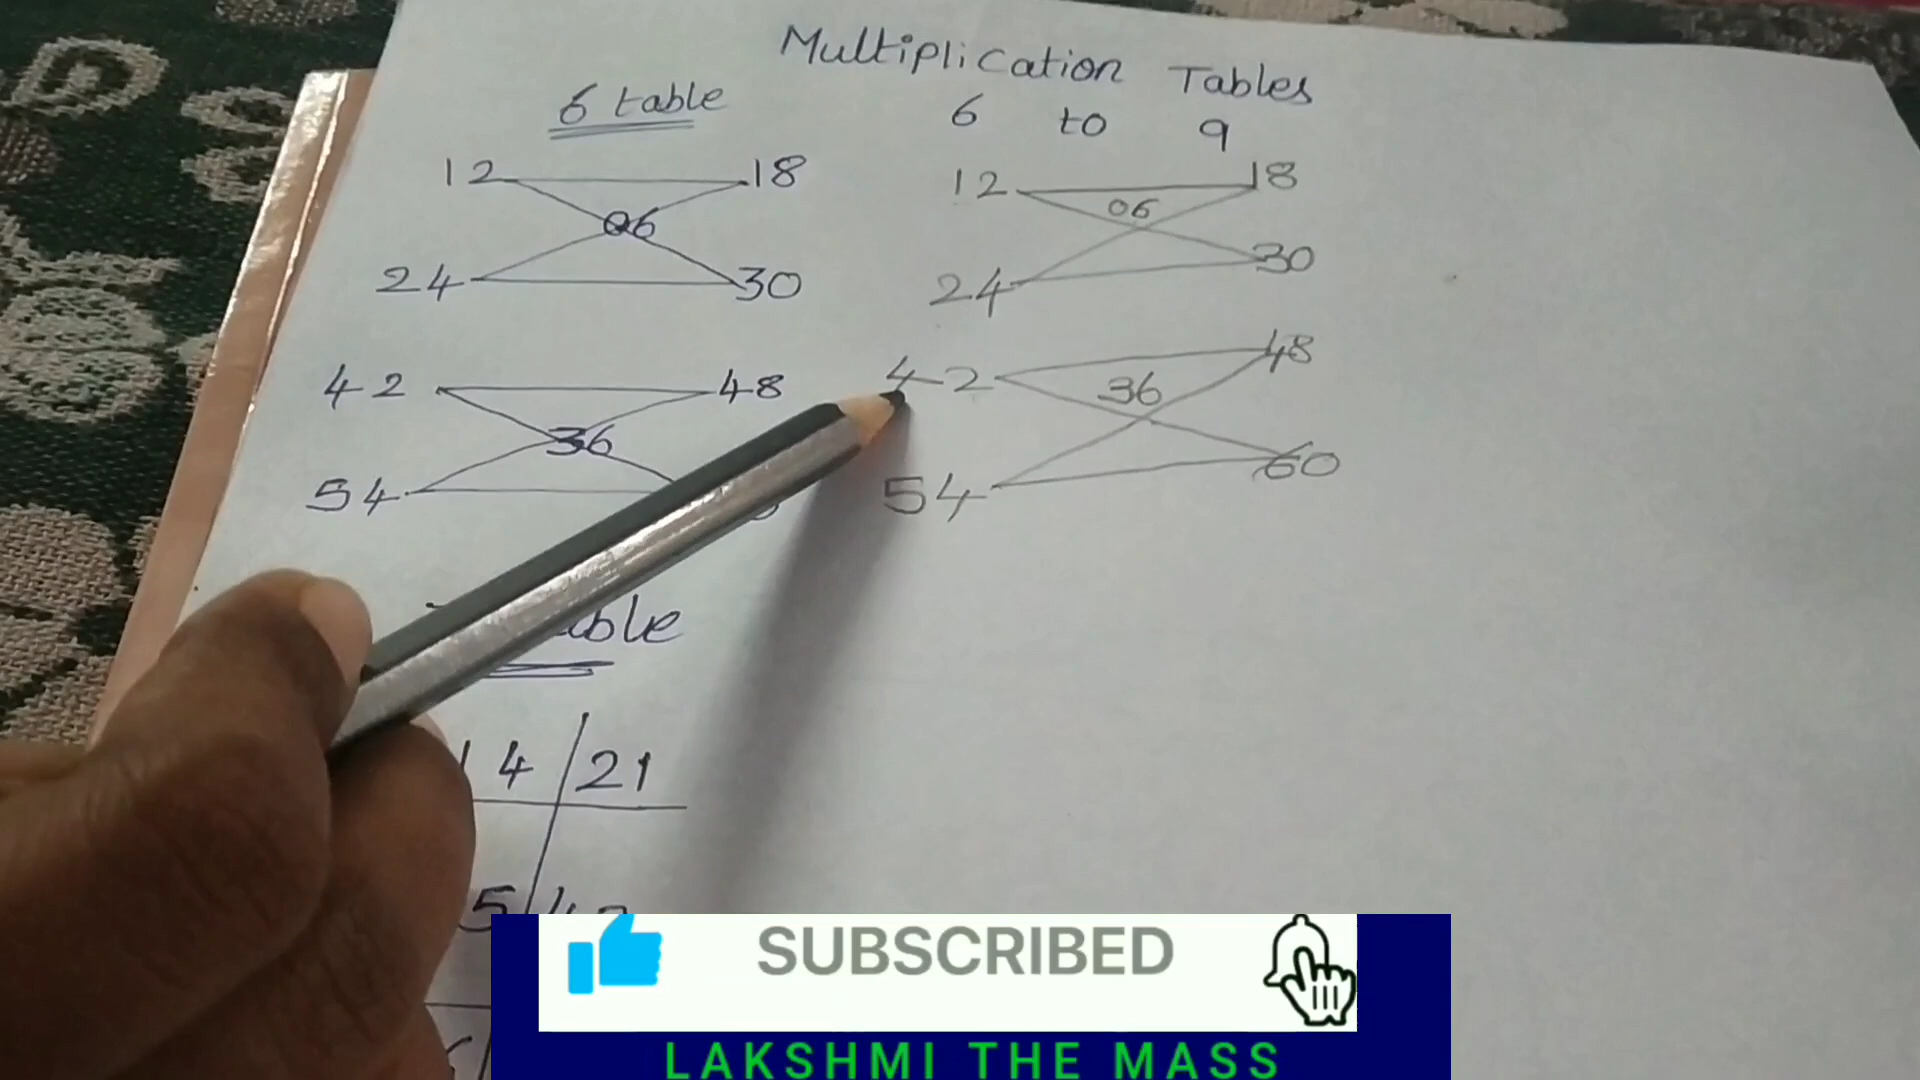 Multiplication Tables
6 table
6 to 9
12 18
06
24 30
12 18
06
24 30
42 48
36
54
42 48
36
54 60
14 21
SUBSCRIBED
LAKSHMI THE MASS